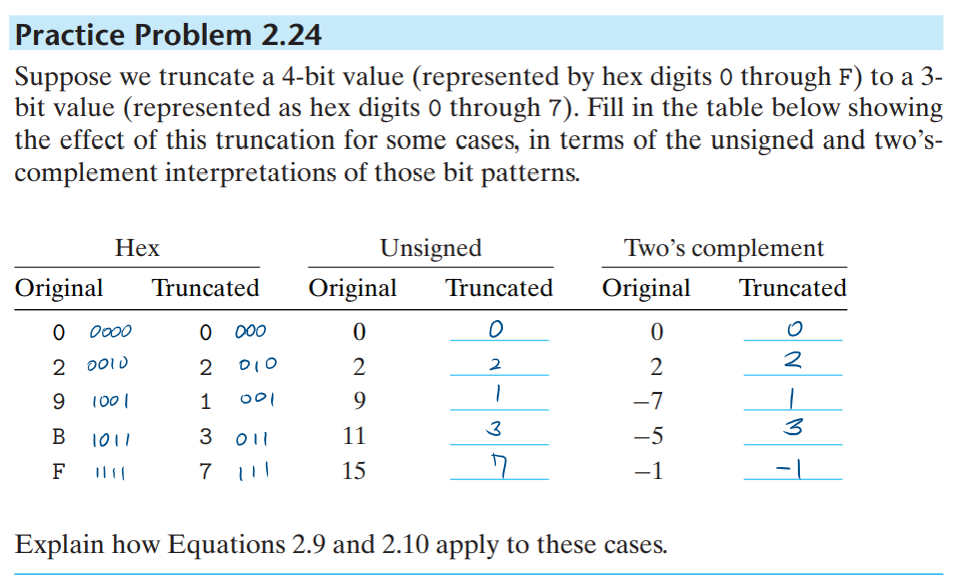 Practice Problem 2.24
Suppose we truncate a 4-bit value (represented by hex digits 0 through F) to a 3-
bit value (represented as hex digits 0 through 7). Fill in the table below showing
the effect of this truncation for some cases, in terms of the unsigned and two's-
complement interpretations of those bit patterns.
Hex Unsigned Two's complement
Original Truncated Original Truncated Original Truncated
0 0000 0 000 0 0 0 0
2 0010 2 010 2 2 2 2
9 1001 1 001 9 1 −7 1
B 1011 3 011 11 3 −5 3
F 1111 7 111 15 7 −1 -1
Explain how Equations 2.9 and 2.10 apply to these cases.